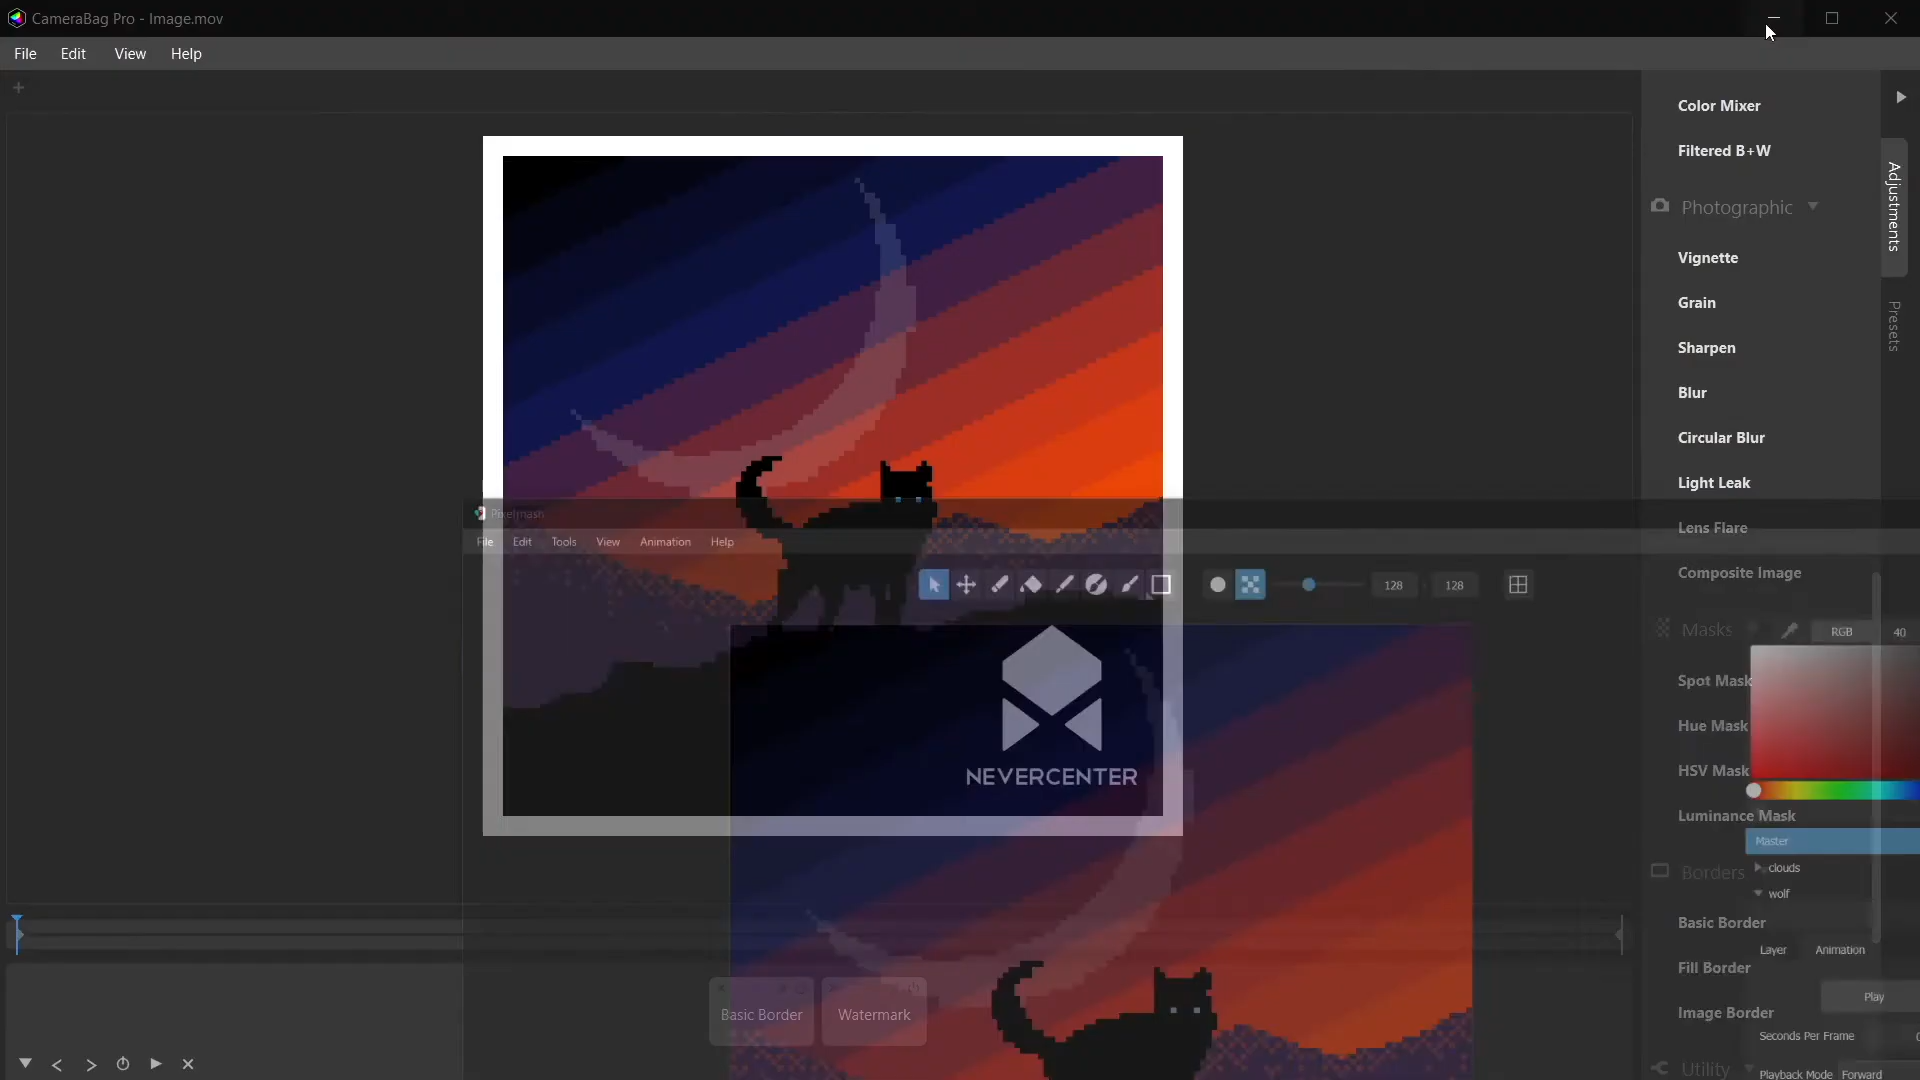 CameraBag Pro - Image.mov
File Edit View Help
Color Mixer
Filtered B+W
Photographic
Vignette
Grain
Sharpen
Blur
Circular Blur
Light Leak
Lens Flare
Composite Image
Masks
Spot Mask
Hue Mask
HSV Mask
Luminance Mask
Borders
Basic Border
Fill Border
Image Border
Utility
Adjustments
Presets
Pixelmash
File Edit Tools View Animation Help
128 128
RGB 40
Master
clouds
wolf
Layer Animation
Play
Seconds Per Frame
Playback Mode Forward
NEVERCENTER
Basic Border Watermark